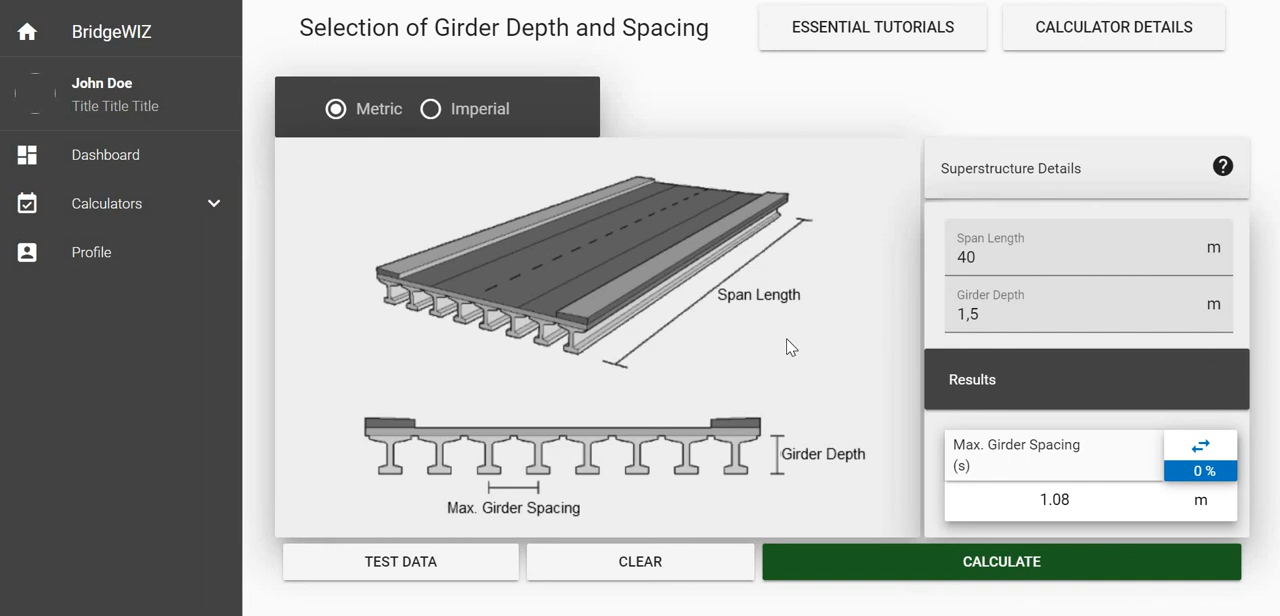 BridgeWIZ
John Doe
Title Title Title
Dashboard
Calculators
Profile
Selection of Girder Depth and Spacing
ESSENTIAL TUTORIALS
CALCULATOR DETAILS
Metric
Imperial
Span Length
Girder Depth
Max. Girder Spacing
Superstructure Details
?
Span Length
40
m
Girder Depth
1,5
m
Results
Max. Girder Spacing
(s)
0 %
1.08
m
TEST DATA
CLEAR
CALCULATE